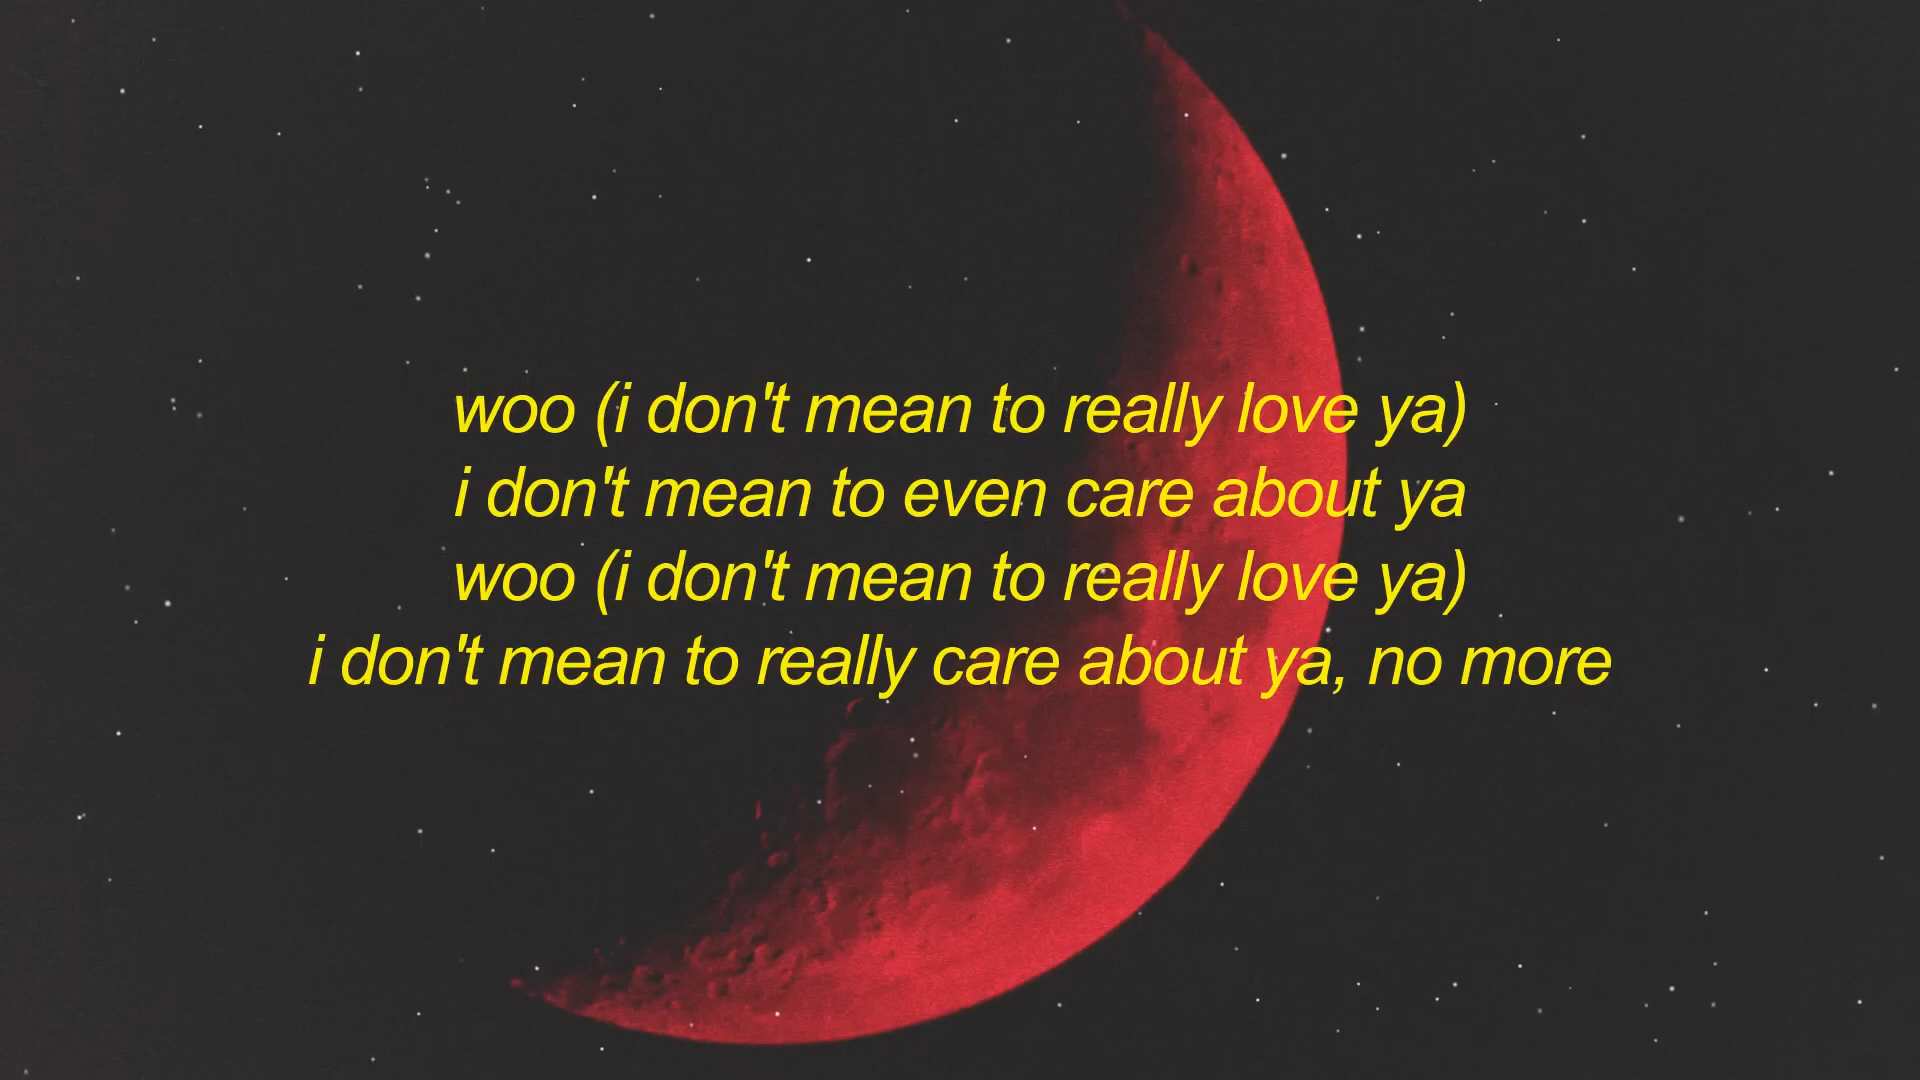 woo (i don't mean to really love ya)
i don't mean to even care about ya
woo (i don't mean to really love ya)
i don't mean to really care about ya, no more